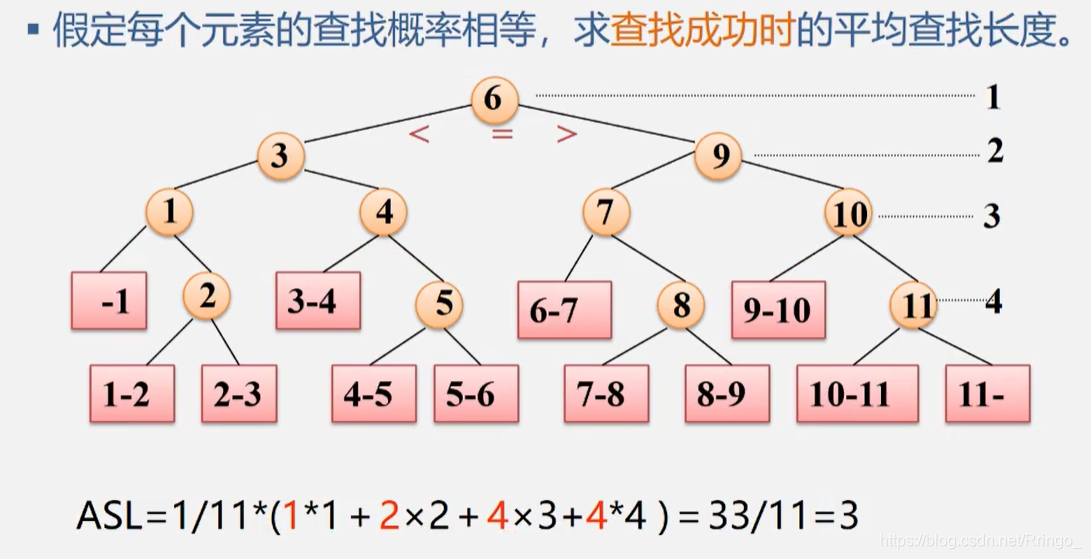 ▪ 假定每个元素的查找概率相等，求查找成功时的平均查找长度。
6 1
< = >
3 9 2
1 4 7 10 3
-1 2 3-4 5 6-7 8 9-10 11 4
1-2 2-3 4-5 5-6 7-8 8-9 10-11 11-
ASL=1/11*(1*1 + 2×2 + 4×3+4*4 ) = 33/11=3
https://blog.csdn.net/Rringo_